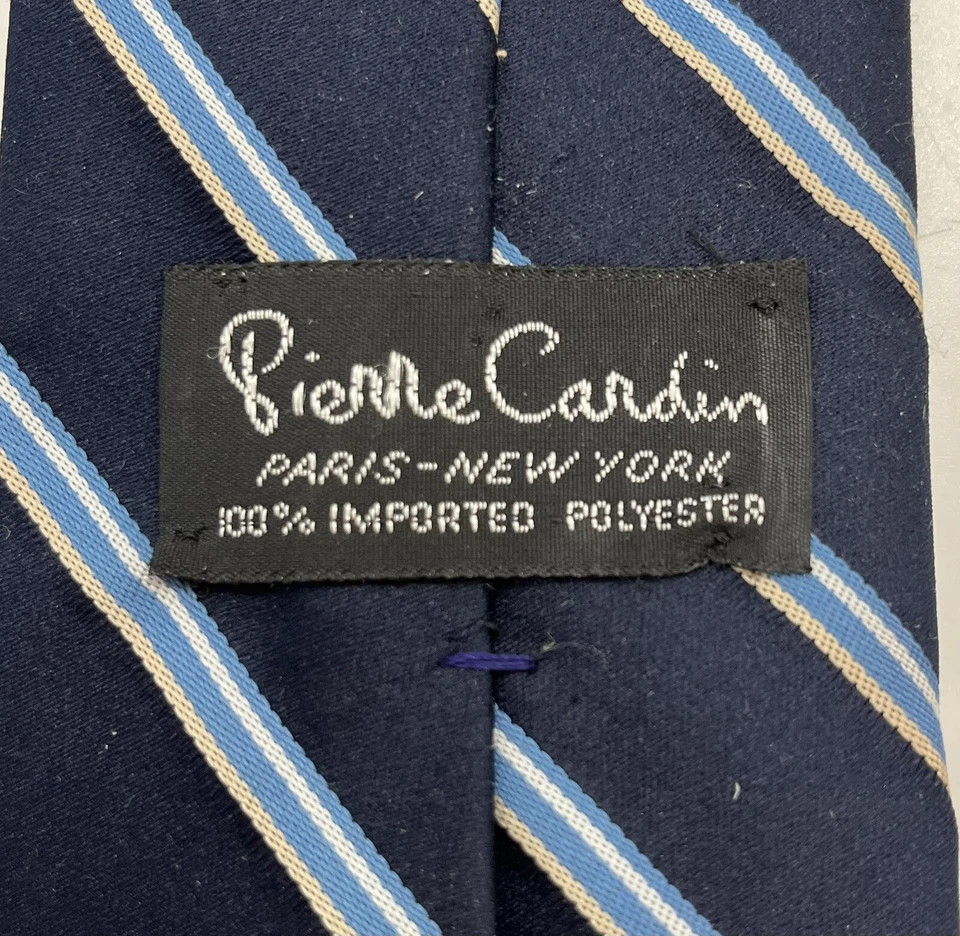 Pierre Cardin
PARIS-NEW YORK
100% IMPORTED POLYESTER